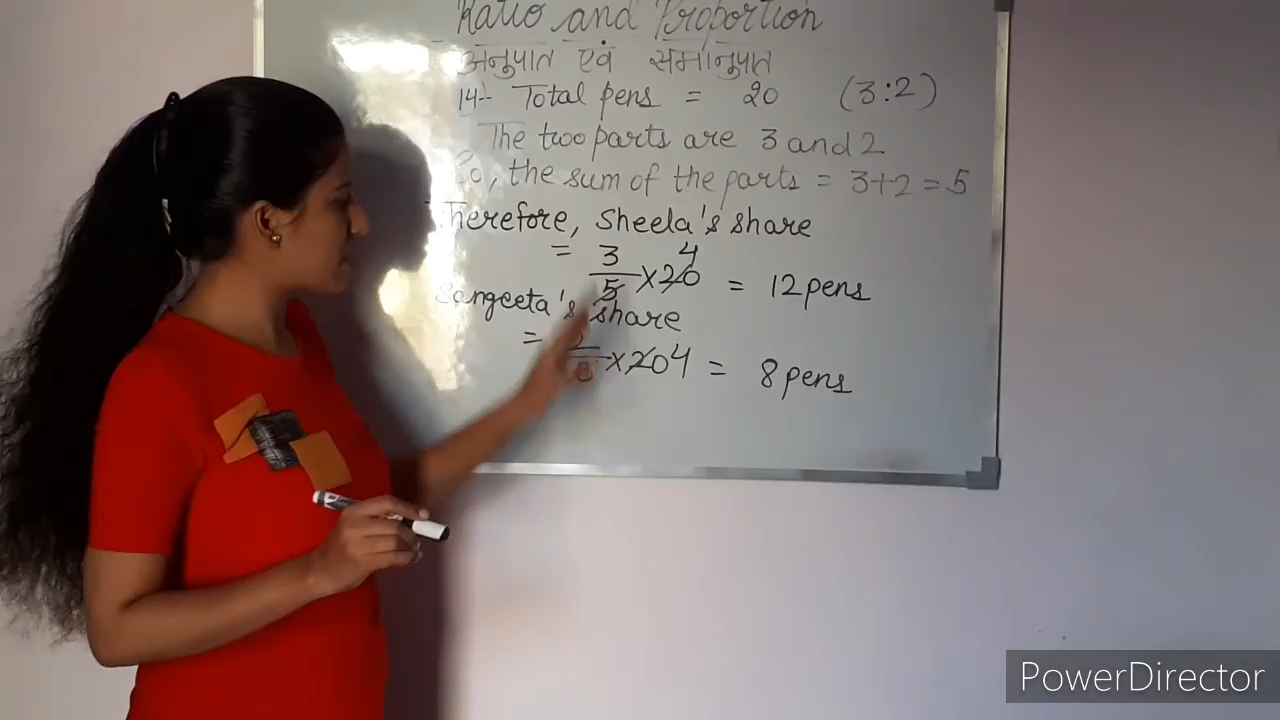 Ratio and Proportion
अनुपात एवं समानुपात
14:- Total pens = 20 (3:2)
The two parts are 3 and 2
So, the sum of the parts = 3+2=5
Therefore, Sheela's share
= 3/5 × 20 4 = 12 pens
Sangeeta's share
= × 20 4 = 8 pens
PowerDirector